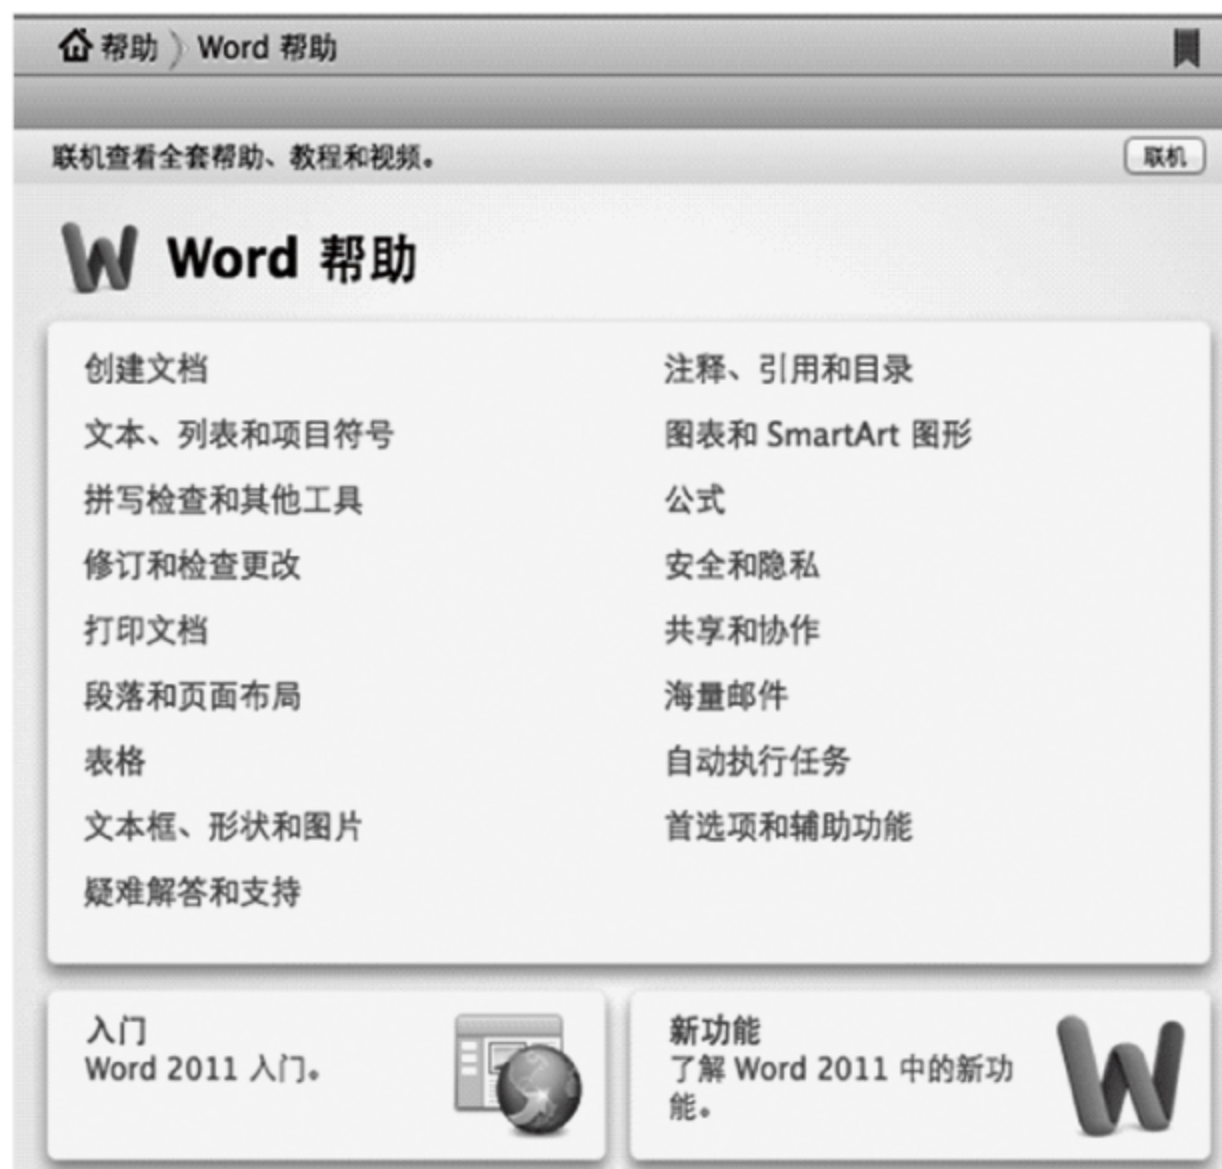 帮助 〉 Word 帮助
联机查看全套帮助、教程和视频。
联机
Word 帮助
创建文档
文本、列表和项目符号
拼写检查和其他工具
修订和检查更改
打印文档
段落和页面布局
表格
文本框、形状和图片
疑难解答和支持
注释、引用和目录
图表和 SmartArt 图形
公式
安全和隐私
共享和协作
海量邮件
自动执行任务
首选项和辅助功能
入门
Word 2011 入门。
新功能
了解 Word 2011 中的新功
能。